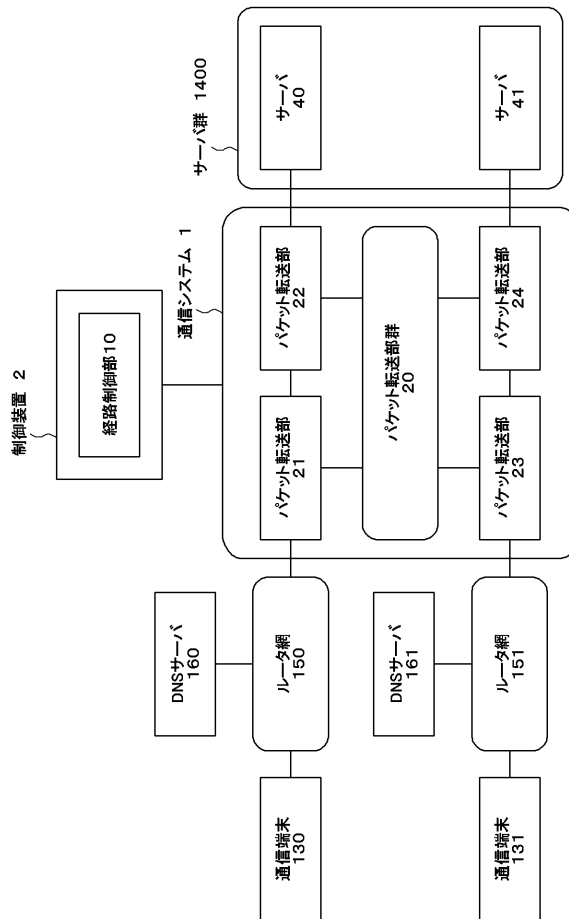 制御装置 2
経路制御部10
通信システム 1
サーバ群 1400
DNSサーバ
160
通信端末
130
ルータ網
150
パケット転送部
21
パケット転送部
22
サーバ
40
パケット転送部群
20
DNSサーバ
161
通信端末
131
ルータ網
151
パケット転送部
23
パケット転送部
24
サーバ
41